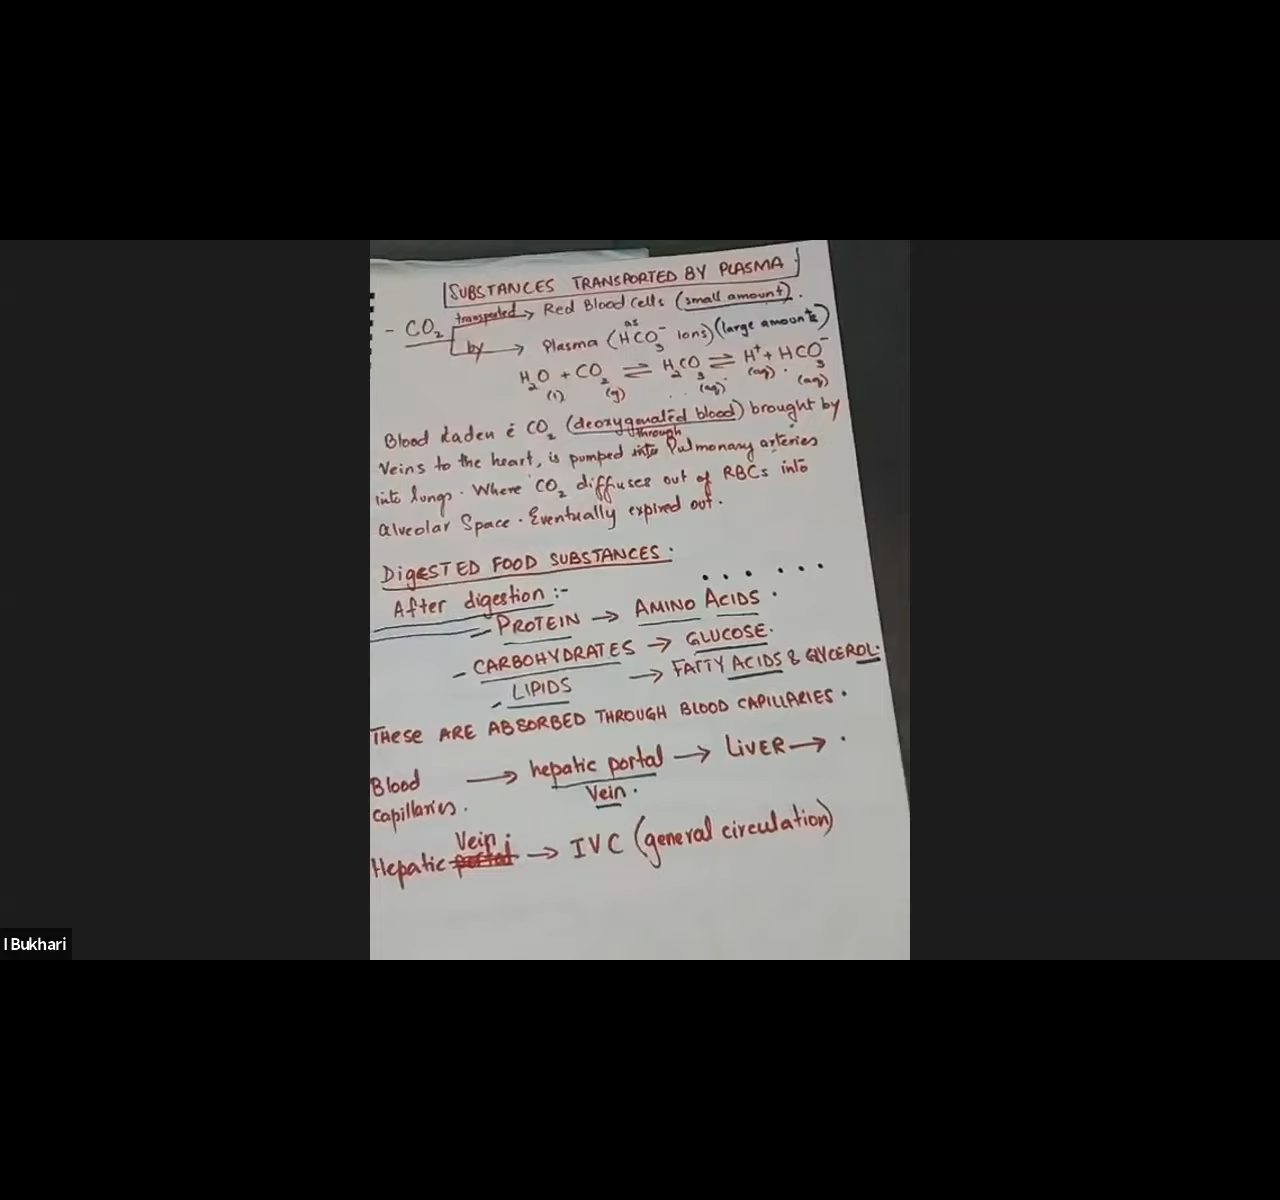 SUBSTANCES TRANSPORTED BY PLASMA.
- CO₂ transported → Red Blood Cells (small amount).
by → Plasma (as HCO₃⁻ ions) (large amounts)
H₂O (l) + CO₂ (g) ⇌ H₂CO₃ (aq) ⇌ H⁺ (aq) + HCO₃⁻ (aq)
Blood laden c̄ CO₂ (deoxygenated blood) brought by
Veins to the heart, is pumped through Pulmonary arteries
into lungs. Where CO₂ diffuses out of RBCs into
alveolar Space. Eventually expired out.
DIGESTED FOOD SUBSTANCES.
After digestion :-
- PROTEIN → AMINO ACIDS.
- CARBOHYDRATES → GLUCOSE.
- LIPIDS → FATTY ACIDS & GLYCEROL.
THESE ARE ABSORBED THROUGH BLOOD CAPILLARIES.
Blood Capillaries. → hepatic portal Vein. → LIVER →
Hepatic Vein → IVC (general circulation)
I Bukhari